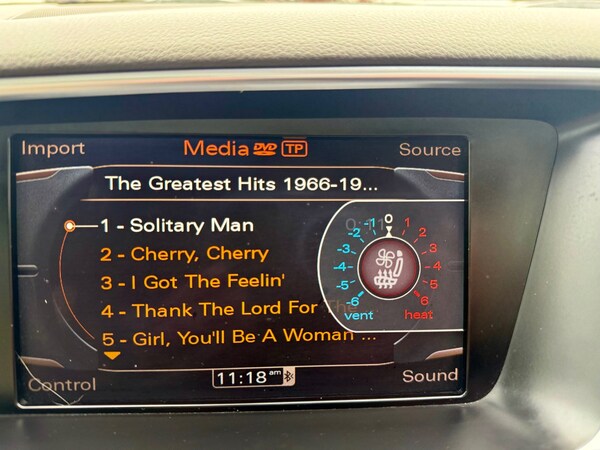 Import Media DVD TP Source
The Greatest Hits 1966-19...
1 - Solitary Man
2 - Cherry, Cherry
3 - I Got The Feelin'
4 - Thank The Lord For The
5 - Girl, You'll Be A Woman ...
0
-1 1
-2 2
-3 3
-4 4
-5 5
-6 6
vent heat
Control 11:18 am Sound